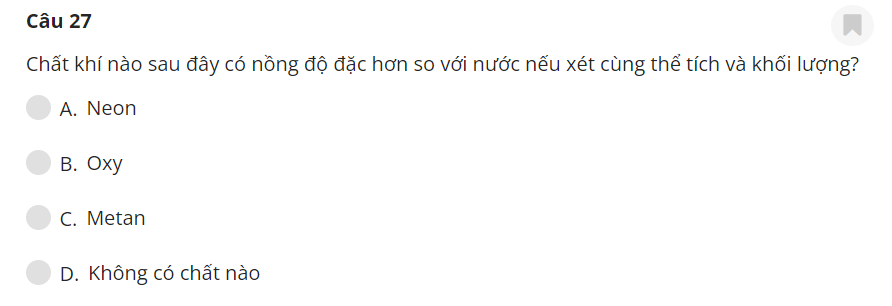 Câu 27
Chất khí nào sau đây có nồng độ đặc hơn so với nước nếu xét cùng thể tích và khối lượng?
A. Neon
B. Oxy
C. Metan
D. Không có chất nào